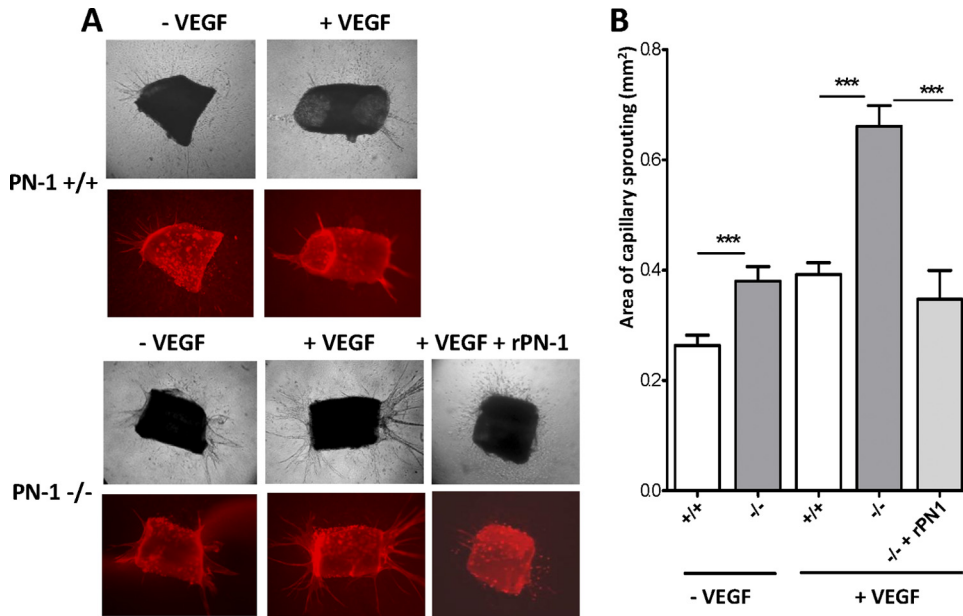 A
- VEGF
+ VEGF
PN-1 +/+
- VEGF
+ VEGF
+ VEGF + rPN-1
PN-1 -/-
B
Area of capillary sprouting (mm²)
0.8
0.6
0.4
0.2
0.0
***
***
***
+/+
-/-
+/+
-/-
-/- + rPN1
- VEGF
+ VEGF